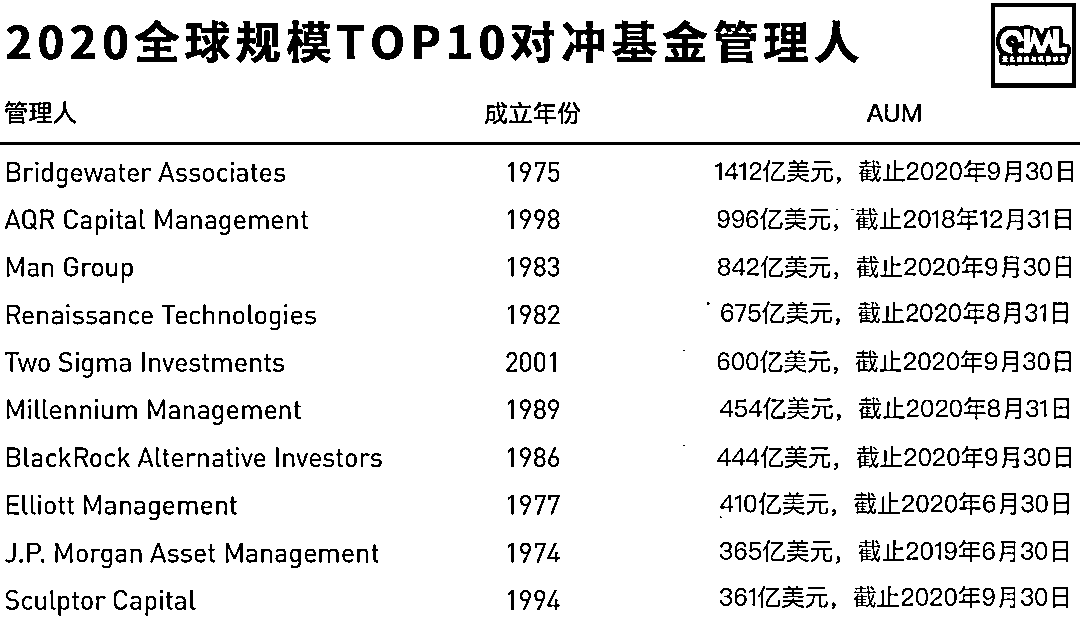 2020全球规模TOP10对冲基金管理人
管理人 成立年份 AUM
Bridgewater Associates 1975 1412亿美元，截止2020年9月30日
AQR Capital Management 1998 996亿美元，截止2018年12月31日
Man Group 1983 842亿美元，截止2020年9月30日
Renaissance Technologies 1982 675亿美元，截止2020年8月31日
Two Sigma Investments 2001 600亿美元，截止2020年9月30日
Millennium Management 1989 454亿美元，截止2020年8月31日
BlackRock Alternative Investors 1986 444亿美元，截止2020年9月30日
Elliott Management 1977 410亿美元，截止2020年6月30日
J.P. Morgan Asset Management 1974 365亿美元，截止2019年6月30日
Sculptor Capital 1994 361亿美元，截止2020年9月30日